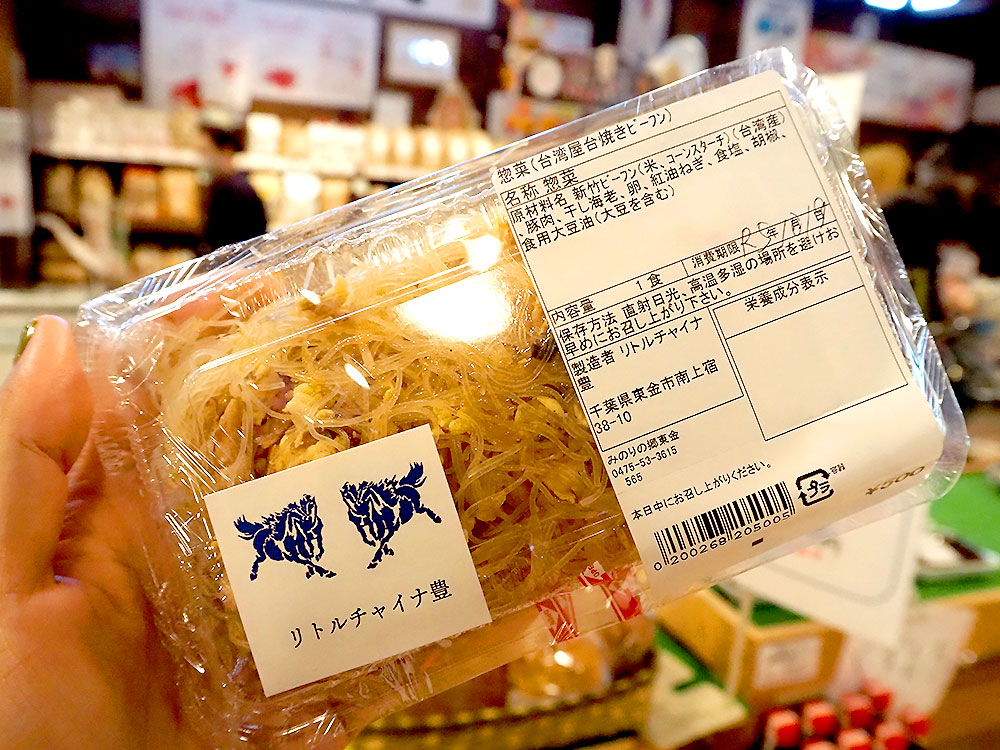 惣菜(台湾屋台焼きビーフン)
名称 惣菜
原材料名 新竹ビーフン(米、コーンスターチ)(台湾産)
、豚肉、干し海老、卵、紅油ねぎ、食塩、胡椒、
食用大豆油(大豆を含む)
内容量 1食 消費期限
保存方法 直射日光、高温多湿の場所を避けお
早めにお召し上がり下さい。
製造者 リトルチャイナ
豊
千葉県東金市南上宿
38-10
栄養成分表示
みのりの郷東金
0475-53-3615
565
本日中にお召し上がりください。
¥500
プラ
0 200268 205005
リトルチャイナ豊